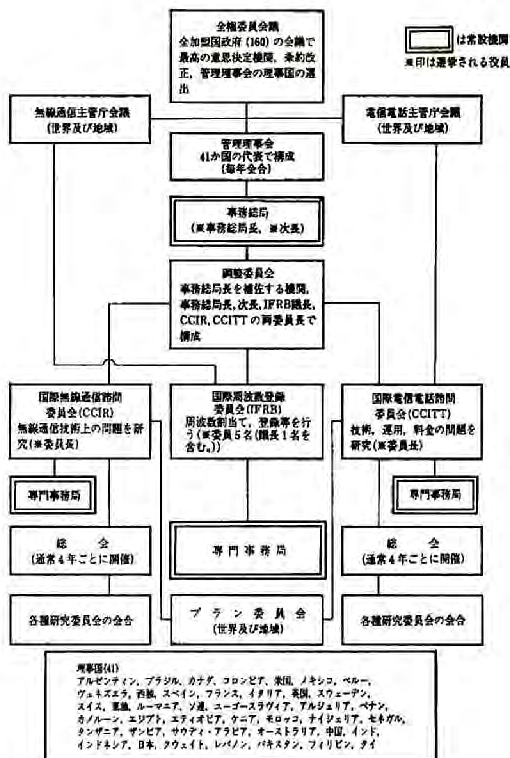 全権委員会議
全加盟国政府(160)の会議で
最高の意思決定機関、条約改
正、管理理事会の理事国の選
出
は常設機関
※印は選挙される役員
無線通信主管庁会議
(世界及び地域)
電信電話主管庁会議
(世界及び地域)
管理理事会
41か国の代表で構成
(毎年会合)
事務総局
(※事務総局長、※次長)
調整委員会
事務総局長を補佐する機関、
事務総局長、次長、IFRB議長、
CCIR、CCITTの両委員長で
構成
国際無線通信諮問
委員会(CCIR)
無線通信技術上の問題を研
究(※委員長)
国際周波数登録
委員会(IFRB)
周波数割当て、登録等を行
う(※委員5名(議長1名を
含む。))
国際電信電話諮問
委員会(CCITT)
技術、運用、料金の問題を
研究(※委員長)
専門事務局
専門事務局
専門事務局
総会
(通常4年ごとに開催)
総会
(通常4年ごとに開催)
各種研究委員会の会合
プラン委員会
(世界及び地域)
各種研究委員会の会合
理事国(41)
アルゼンティン、ブラジル、カナダ、コロンビア、米国、メキシコ、ペルー、
ヴェネズエラ、西独、スペイン、フランス、イタリア、英国、スウェーデン、
スイス、東独、ルーマニア、ソ連、ユーゴースラヴィア、アルジェリア、ベナン、
カメルーン、エジプト、エティオピア、ケニア、モロッコ、ナイジェリア、セネガル、
タンザニア、ザンビア、サウディ・アラビア、オーストラリア、中国、インド、
インドネシア、日本、クウェイト、レバノン、パキスタン、フィリピン、タイ